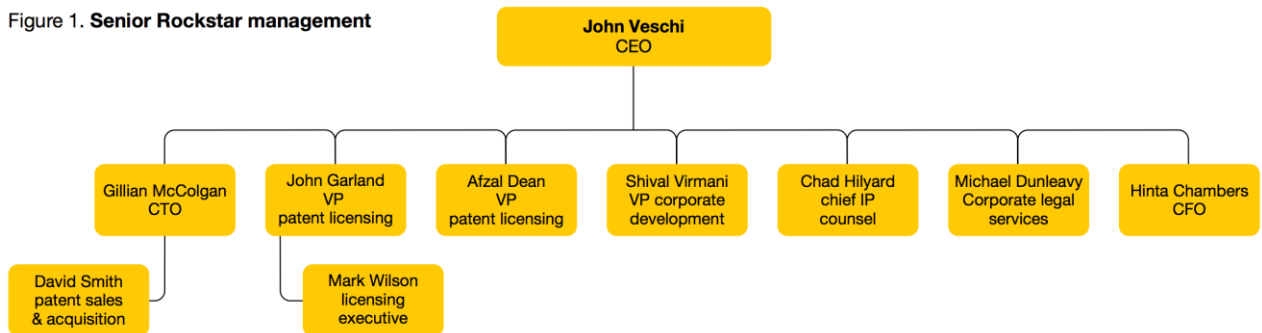 Figure 1. Senior Rockstar management
John Veschi
CEO
Gillian McColgan
CTO
John Garland
VP
patent licensing
Afzal Dean
VP
patent licensing
Shival Virmani
VP corporate
development
Chad Hilyard
chief IP
counsel
Michael Dunleavy
Corporate legal
services
Hinta Chambers
CFO
David Smith
patent sales
& acquisition
Mark Wilson
licensing
executive